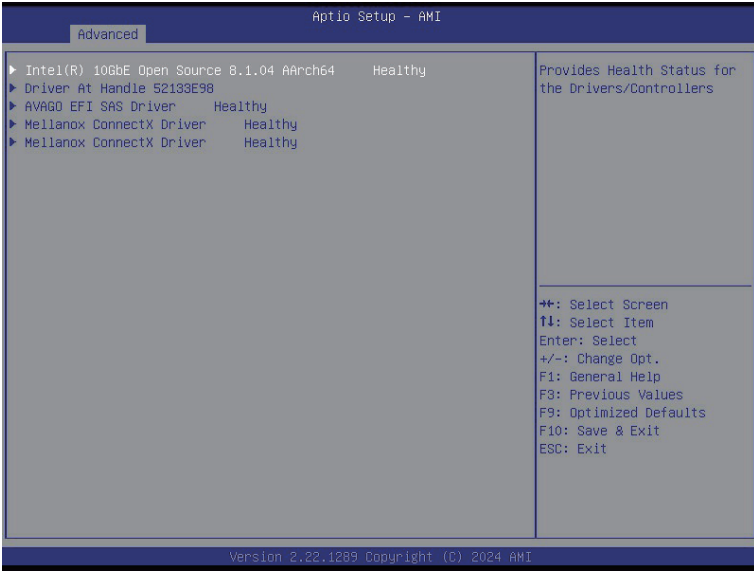 Aptio Setup – AMI
Advanced
▶ Intel(R) 10GbE Open Source 8.1.04 AArch64 Healthy
▶ Driver At Handle 52133E98
▶ AVAGO EFI SAS Driver Healthy
▶ Mellanox ConnectX Driver Healthy
▶ Mellanox ConnectX Driver Healthy
Provides Health Status for
the Drivers/Controllers
→←: Select Screen
↑↓: Select Item
Enter: Select
+/-: Change Opt.
F1: General Help
F3: Previous Values
F9: Optimized Defaults
F10: Save & Exit
ESC: Exit
Version 2.22.1289 Copyright (C) 2024 AMI